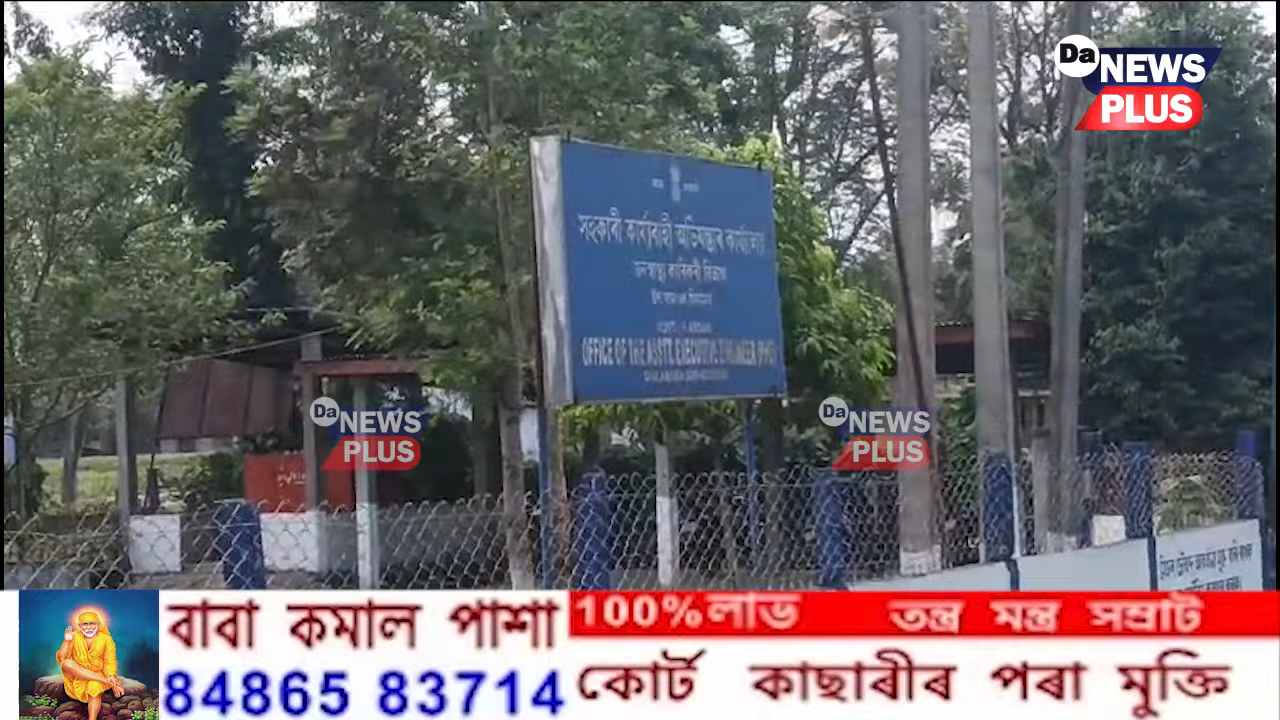 Da NEWS PLUS
সহকাৰী কাৰ্য্যবাহী অভিযন্তাৰ কাৰ্য্যালয়
জনস্বাস্থ্য কাৰিকৰী বিভাগ
OFFICE OF THE ASSTT. EXECUTIVE ENGINEER (PHE)
Da NEWS PLUS
Da NEWS PLUS
বাবা কমাল পাশা
84865 83714
100% লাভ তন্ত্ৰ মন্ত্ৰ সম্ৰাট
কোৰ্ট কাছাৰীৰ পৰা মুক্তি